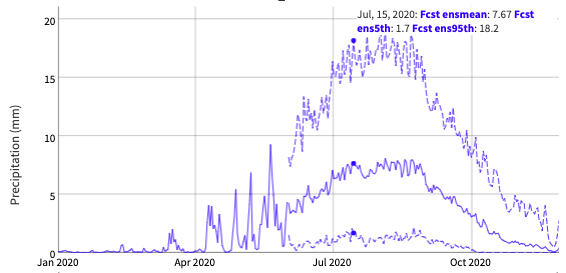 Jul, 15, 2020: Fcst ensmean: 7.67 Fcst
ens5th: 1.7 Fcst ens95th: 18.2
Precipitation (mm)
20
15
10
5
0
Jan 2020 Apr 2020 Jul 2020 Oct 2020